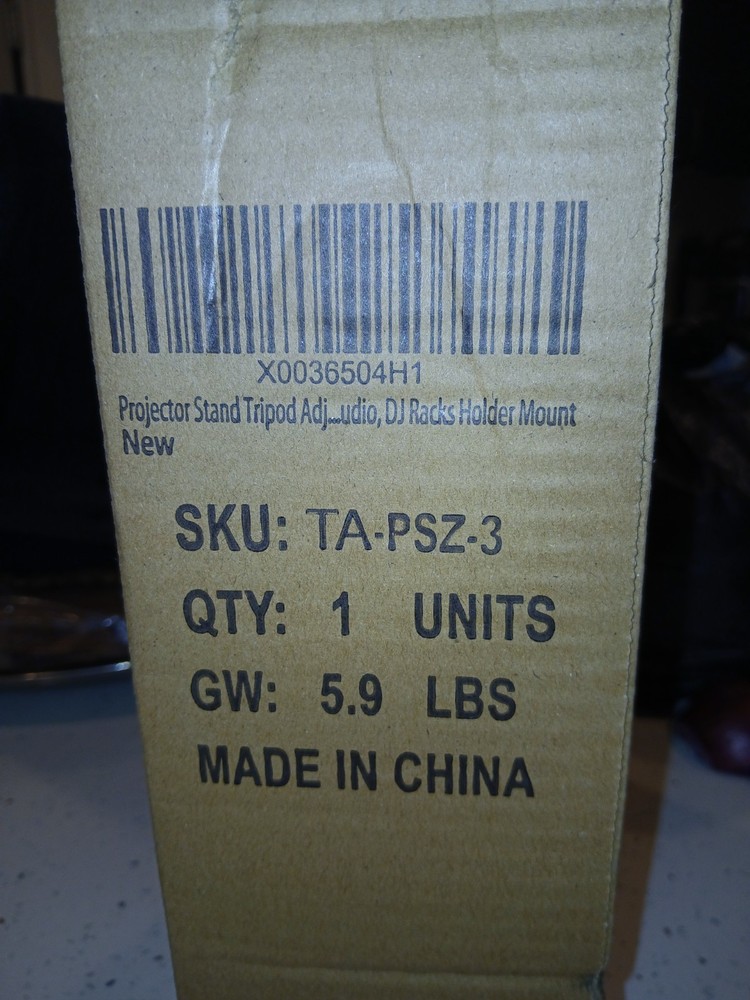 X0036504H1
Projector Stand Tripod Adj...udio, DJ Racks Holder Mount
New
SKU: TA-PSZ-3
QTY: 1 UNITS
GW: 5.9 LBS
MADE IN CHINA